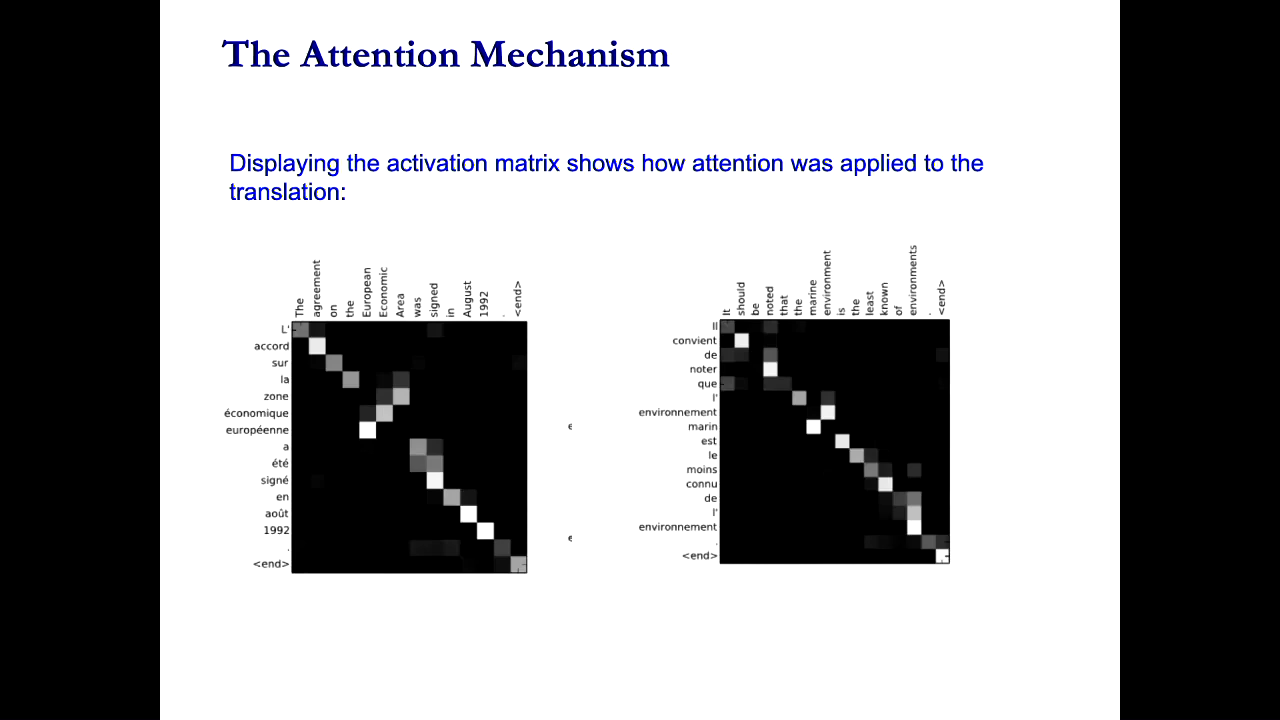 The Attention Mechanism
Displaying the activation matrix shows how attention was applied to the
translation:
The
agreement
on
the
European
Economic
Area
was
signed
in
August
1992
.
<end>
L'
accord
sur
la
zone
économique
européenne
a
été
signé
en
août
1992
.
<end>
It
should
be
noted
that
the
marine
environment
is
the
least
known
of
environments
.
<end>
Il
convient
de
noter
que
l'
environnement
marin
est
le
moins
connu
de
l'
environnement
.
<end>